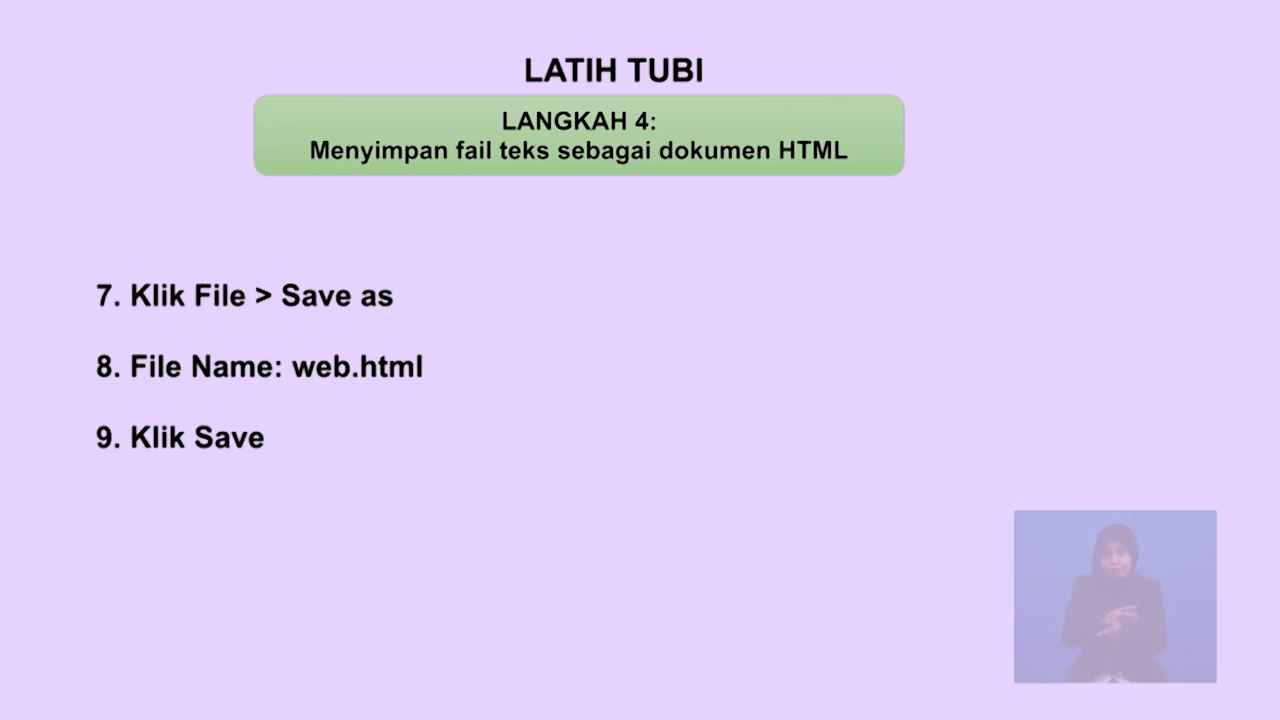 LATIH TUBI
LANGKAH 4:
Menyimpan fail teks sebagai dokumen HTML
7. Klik File > Save as
8. File Name: web.html
9. Klik Save